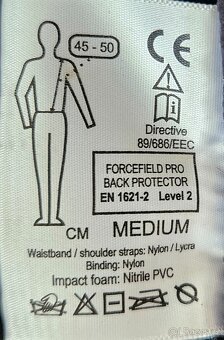 45 - 50
CE
i
Directive
89/686/EEC
FORCEFIELD PRO
BACK PROTECTOR
EN 1621-2 Level 2
CM MEDIUM
Waistband / shoulder straps: Nylon / Lycra
Binding: Nylon
Impact foam: Nitrile PVC